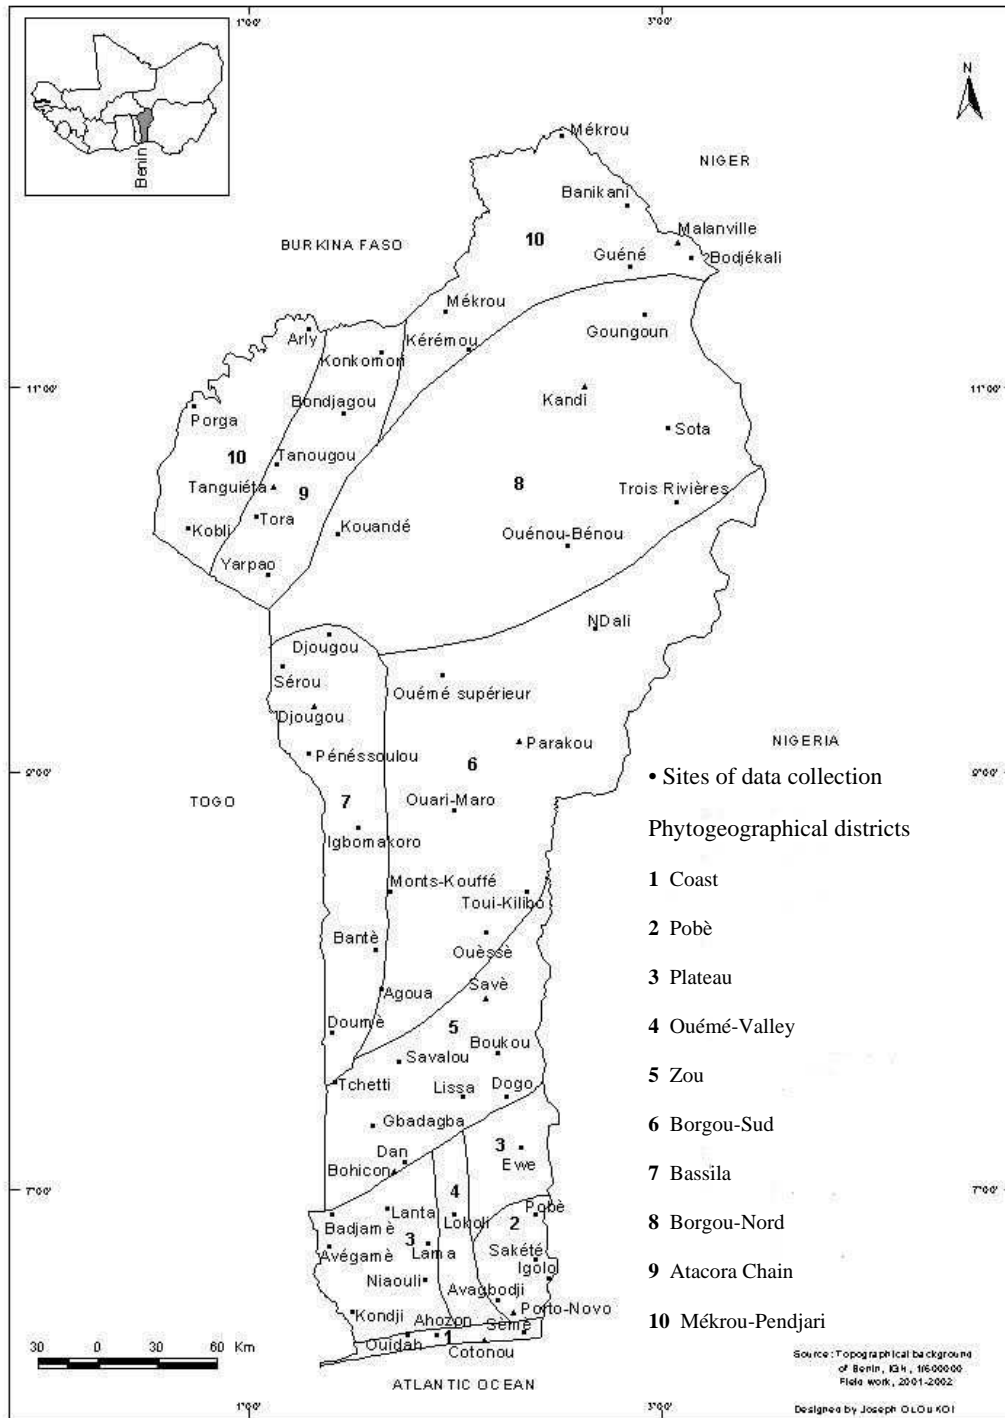 1°00' 3°00'
Benin
N
Mékrou
NIGER
Banikani
Malanville
BURKINA FASO
10
Guéné
Bodjékali
Mékrou
Goungoun
Arly
Kérémou
Konkomori
11°00' 11°00'
Kandi
Bondjagou
Porga
Sota
Tanougou
10
Tanguiéta
9
8
Trois Rivières
Tora
Kobli
Kouandé
Ouénou-Bénou
Yarpao
NDali
Djougou
Sérou
Ouémé supérieur
Djougou
Parakou
NIGERIA
Pénéssoulou
6
9°00' 9°00'
• Sites of data collection
TOGO
7
Ouari-Maro
Phytogeographical districts
Igbomakoro
1 Coast
Monts-Kouffé
Toui-Kilibo
2 Pobè
Bantè
Ouèssè
3 Plateau
Savè
Agoua
Doumè
5
4 Ouémé-Valley
Boukou
Savalou
5 Zou
Tchetti
Lissa
Dogo
Gbadagba
6 Borgou-Sud
3
Dan
Ewe
Bohicon
7 Bassila
7°00' 7°00'
4
Lanta
Pobè
Badjamè
Lokoli
2
8 Borgou-Nord
3
Avégamè
Lama
Sakété
Igolo
9 Atacora Chain
Niaouli
Avagbodji
Kondji
Porto-Novo
10 Mékrou-Pendjari
Ahozon
Sèmè
30 0 30 60 Km
Ouidah
1
Cotonou
Source: Topographical background
of Benin, IGN, 1/600000
Field work, 2001-2002
ATLANTIC OCEAN
Designed by Joseph OLOUKOI
1°00' 3°00'